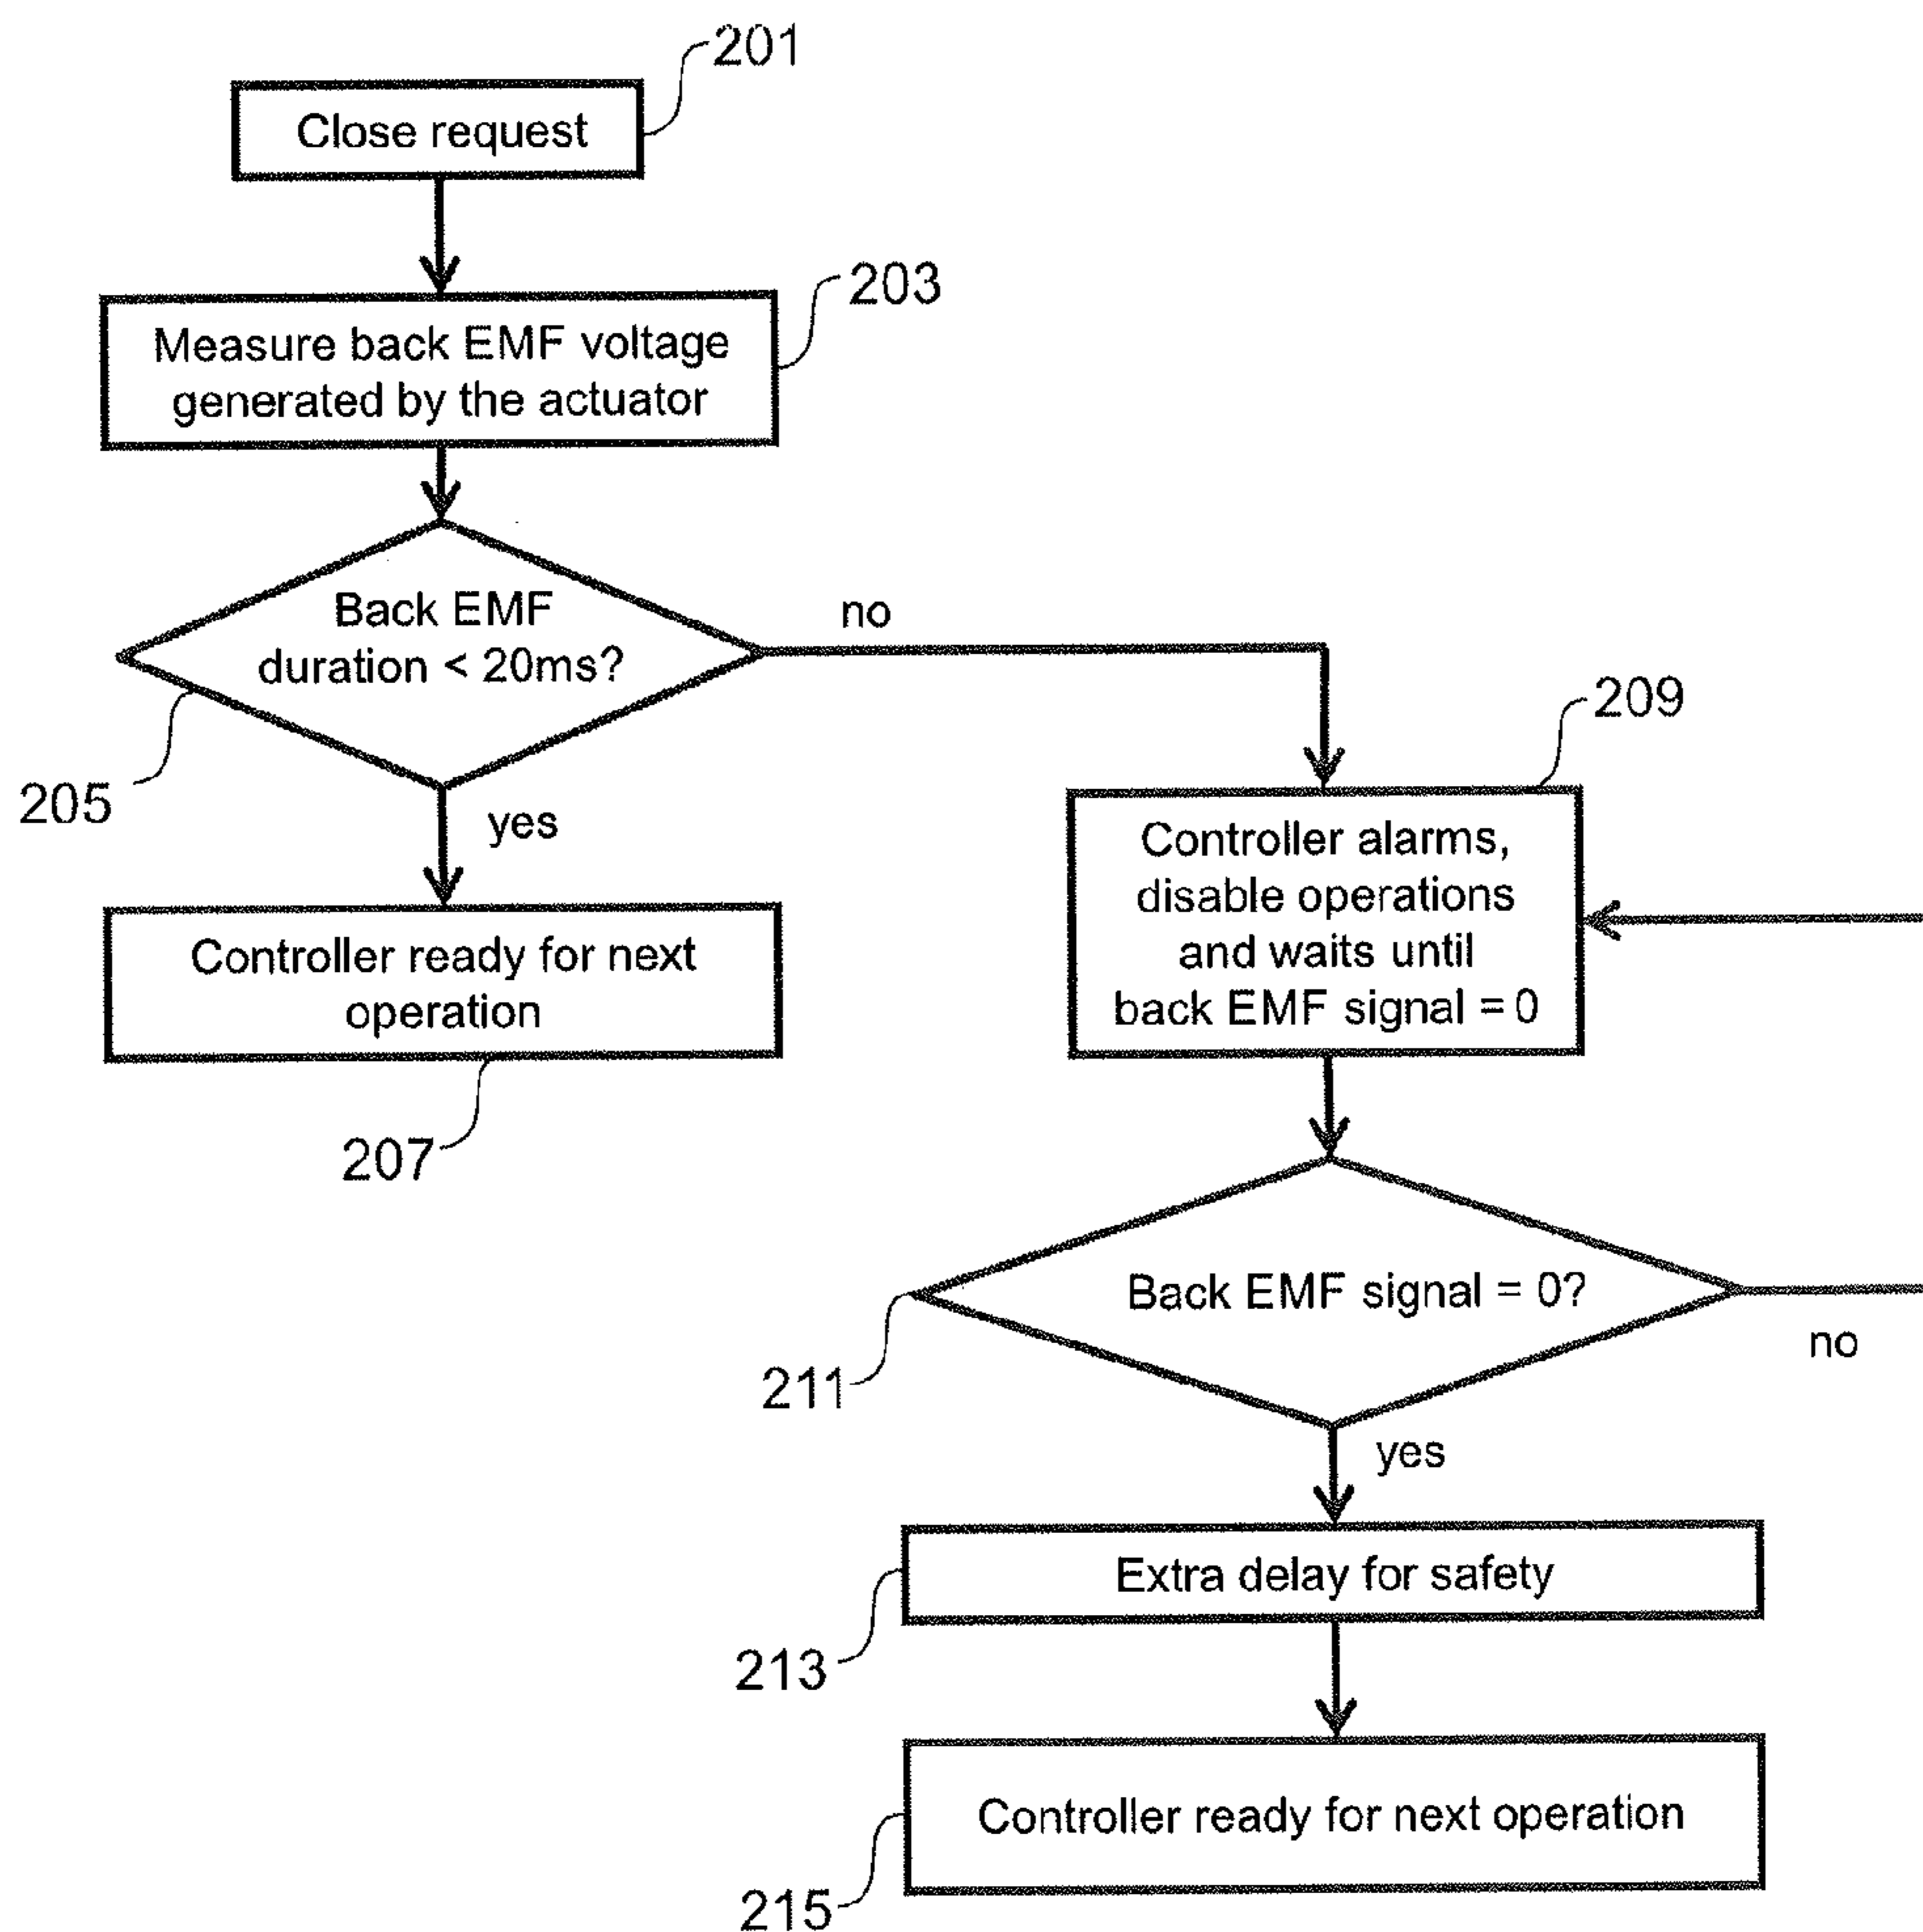 201
Close request
203
Measure back EMF voltage
generated by the actuator
Back EMF
duration < 20ms?
no
205
yes
209
Controller ready for next
operation
207
Controller alarms,
disable operations
and waits until
back EMF signal = 0
Back EMF signal = 0?
211
no
yes
Extra delay for safety
213
Controller ready for next operation
215